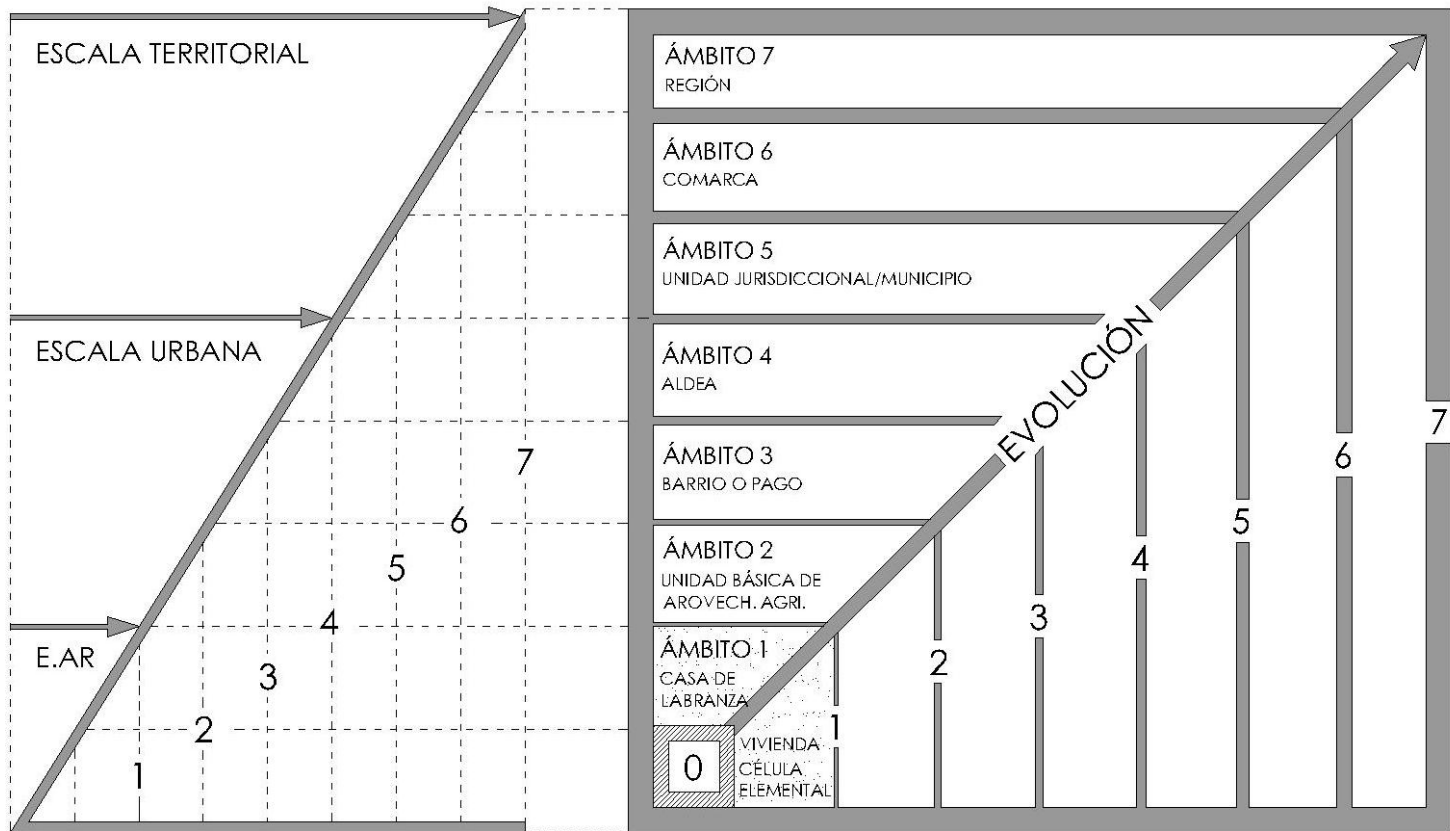 ESCALA TERRITORIAL
ESCALA URBANA
E.AR
1
2
3
4
5
6
7
ÁMBITO 7
REGIÓN
ÁMBITO 6
COMARCA
ÁMBITO 5
UNIDAD JURISDICCIONAL/MUNICIPIO
ÁMBITO 4
ALDEA
ÁMBITO 3
BARRIO O PAGO
ÁMBITO 2
UNIDAD BÁSICA DE
AROVECH. AGRI.
ÁMBITO 1
CASA DE
LABRANZA
0
VIVIENDA
CÉLULA
ELEMENTAL
EVOLUCIÓN
1
2
3
4
5
6
7